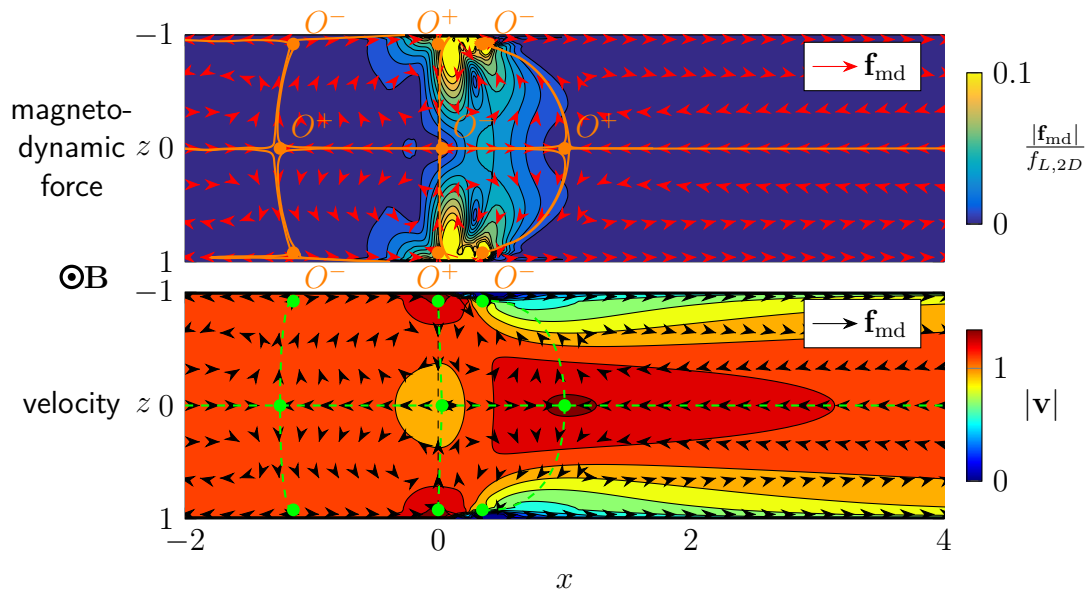 O⁻ O⁺ O⁻
−1
f_md
0.1
magneto-
dynamic
force
z 0
O⁺ O⁻ O⁺
|f_md|
f_{L,2D}
0
1
O⁻ O⁺ O⁻
⊙B
−1
f_md
velocity
z 0
1
|v|
0
1
−2 0 2 4
x